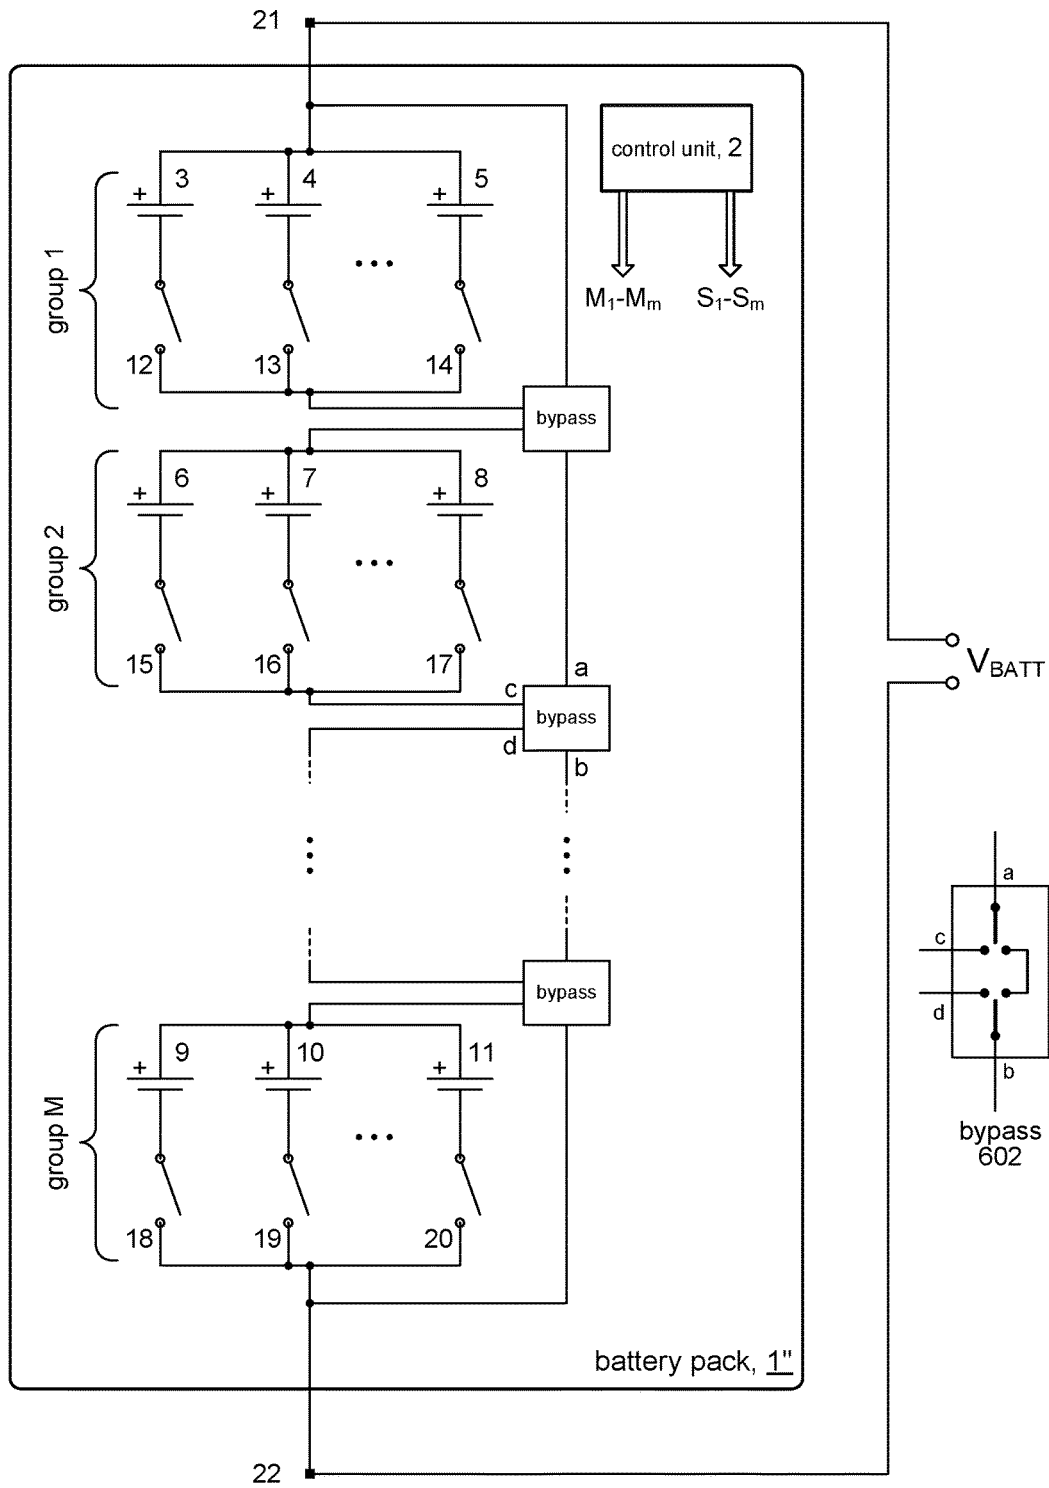 21
control unit, 2
M1-Mm
S1-Sm
group 1
+ 3
+ 4
+ 5
12
13
14
bypass
group 2
+ 6
+ 7
+ 8
15
16
17
a
c
bypass
d
b
VBATT
bypass
group M
+ 9
+ 10
+ 11
18
19
20
a
c
d
b
bypass
602
battery pack, 1"
22